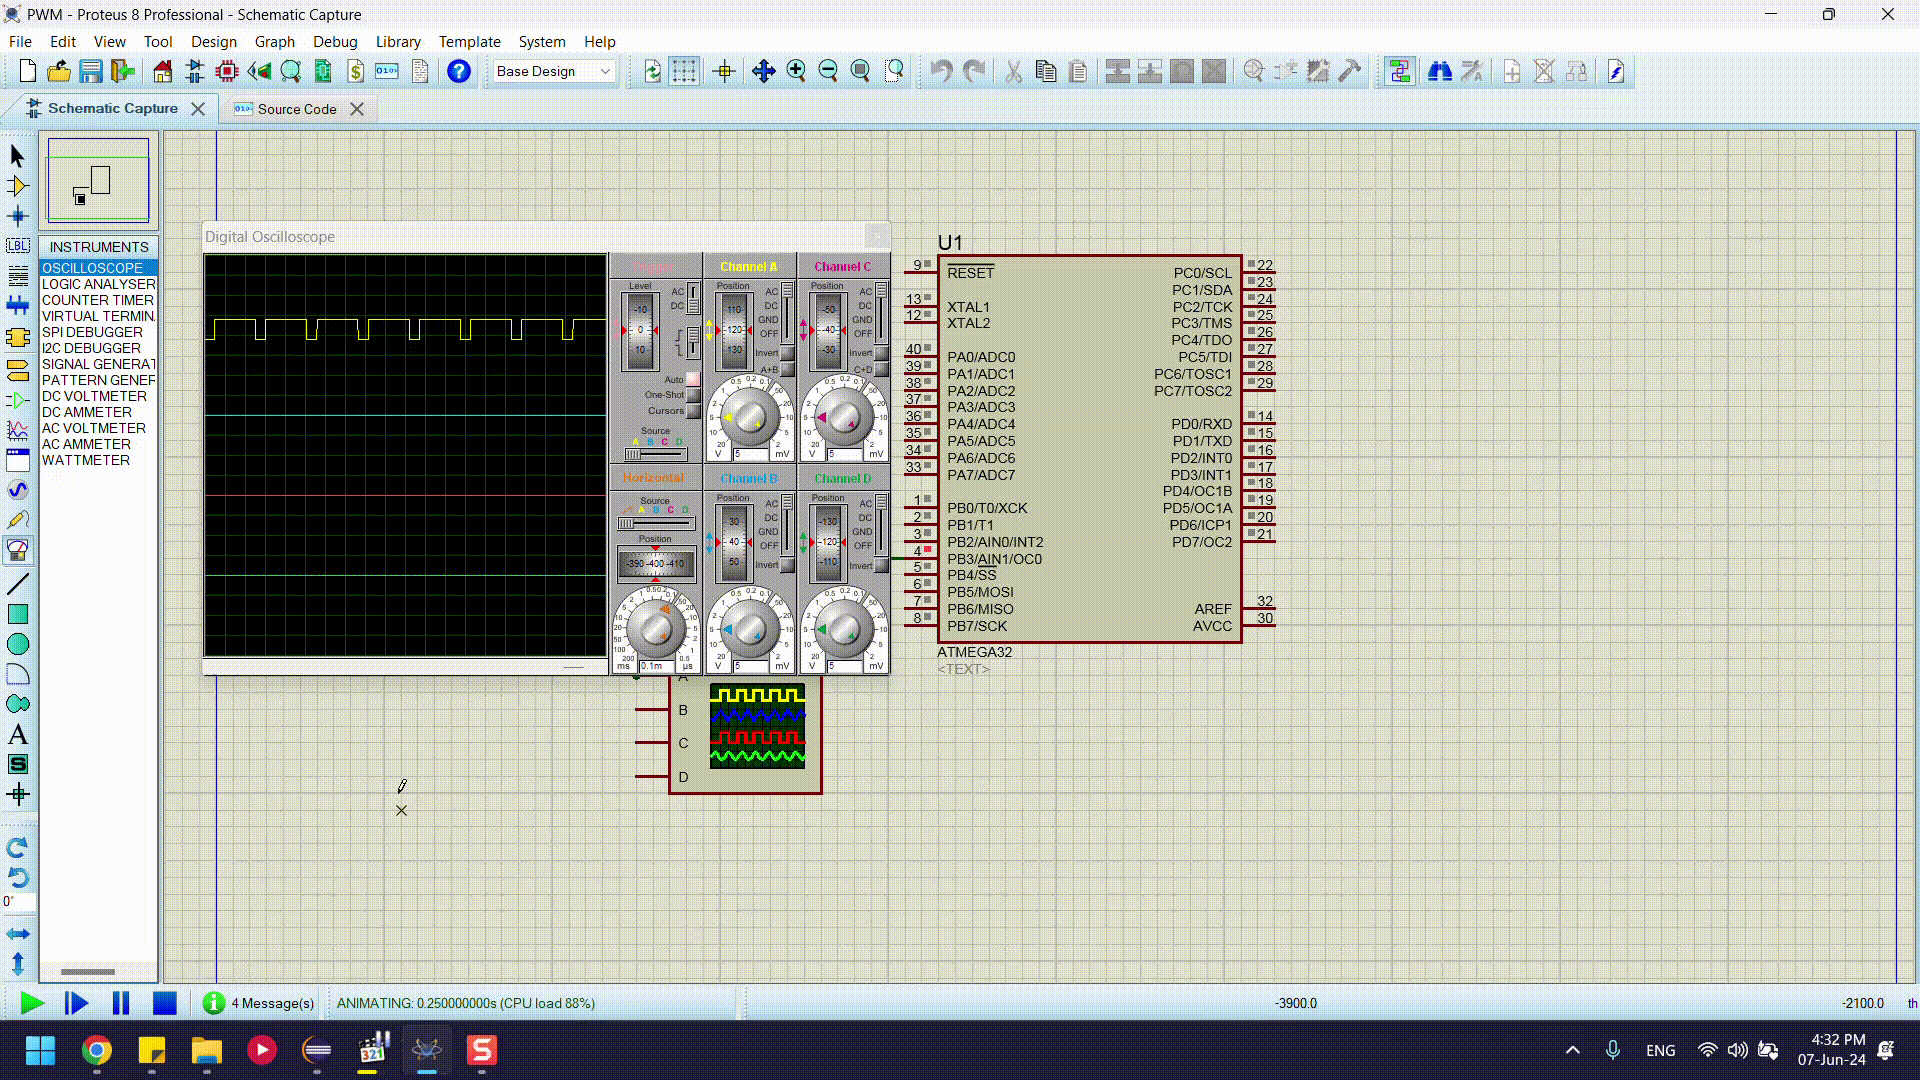 PWM - Proteus 8 Professional - Schematic Capture
File Edit View Tool Design Graph Debug Library Template System Help
Base Design
Schematic Capture
Source Code
INSTRUMENTS
OSCILLOSCOPE
LOGIC ANALYSER
COUNTER TIMER
VIRTUAL TERMIN
SPI DEBUGGER
I2C DEBUGGER
SIGNAL GENERAT
PATTERN GENER
DC VOLTMETER
DC AMMETER
AC VOLTMETER
AC AMMETER
WATTMETER
LBL
A
S
0°
Digital Oscilloscope
Trigger
Level
AC
DC
-10
0
10
Auto
One-Shot
Cursors
Source
A B C D
Channel A
Position
AC
DC
GND
OFF
Invert
A+B
110
120
130
V 5 mV
Channel C
Position
AC
DC
GND
OFF
Invert
C+D
-50
-40
-30
V 5 mV
Horizontal
Source
A B C D
Position
-390 -400 -410
ms 0.1m µs
Channel B
Position
AC
DC
GND
OFF
Invert
30
40
50
V 5 mV
Channel D
Position
AC
DC
GND
OFF
Invert
-130
-120
-110
V 5 mV
A
B
C
D
U1
9 RESET PC0/SCL 22
PC1/SDA 23
13 XTAL1 PC2/TCK 24
12 XTAL2 PC3/TMS 25
PC4/TDO 26
40 PA0/ADC0 PC5/TDI 27
39 PA1/ADC1 PC6/TOSC1 28
38 PA2/ADC2 PC7/TOSC2 29
37 PA3/ADC3
36 PA4/ADC4 PD0/RXD 14
35 PA5/ADC5 PD1/TXD 15
34 PA6/ADC6 PD2/INT0 16
33 PA7/ADC7 PD3/INT1 17
PD4/OC1B 18
1 PB0/T0/XCK PD5/OC1A 19
2 PB1/T1 PD6/ICP1 20
3 PB2/AIN0/INT2 PD7/OC2 21
4 PB3/AIN1/OC0
5 PB4/SS
6 PB5/MOSI
7 PB6/MISO AREF 32
8 PB7/SCK AVCC 30
ATMEGA32
<TEXT>
4 Message(s)
ANIMATING: 0.250000000s (CPU load 88%)
-3900.0
-2100.0
th
321
S
ENG
4:32 PM
07-Jun-24